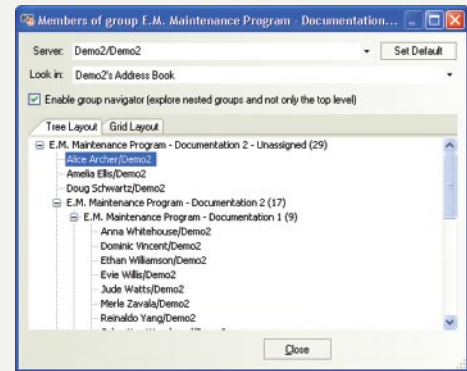 Members of group E.M. Maintenance Program - Documentation...
Server: Demo2/Demo2 Set Default
Look in: Demo2's Address Book
Enable group navigator (explore nested groups and not only the top level)
Tree Layout Grid Layout
E.M. Maintenance Program - Documentation 2 - Unassigned (29)
Alice Archer/Demo2
Amelia Ellis/Demo2
Doug Schwartz/Demo2
E.M. Maintenance Program - Documentation 2 (17)
E.M. Maintenance Program - Documentation 1 (9)
Anna Whitehouse/Demo2
Dominic Vincent/Demo2
Ethan Williamson/Demo2
Evie Willis/Demo2
Jude Watts/Demo2
Merle Zavala/Demo2
Reinaldo Yang/Demo2
Close